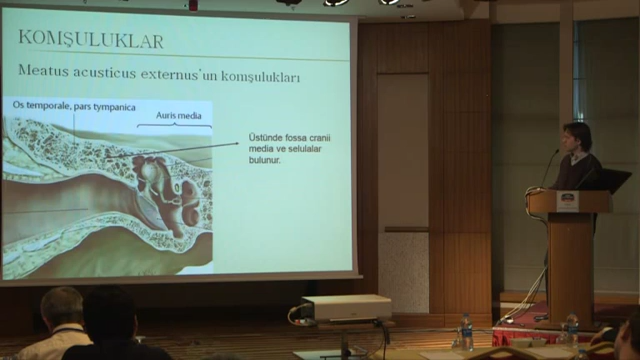 KOMŞULUKLAR
Meatus acusticus externus'un komşulukları
Os temporale, pars tympanica
Auris media
Üstünde fossa cranii
media ve selulalar
bulunur.